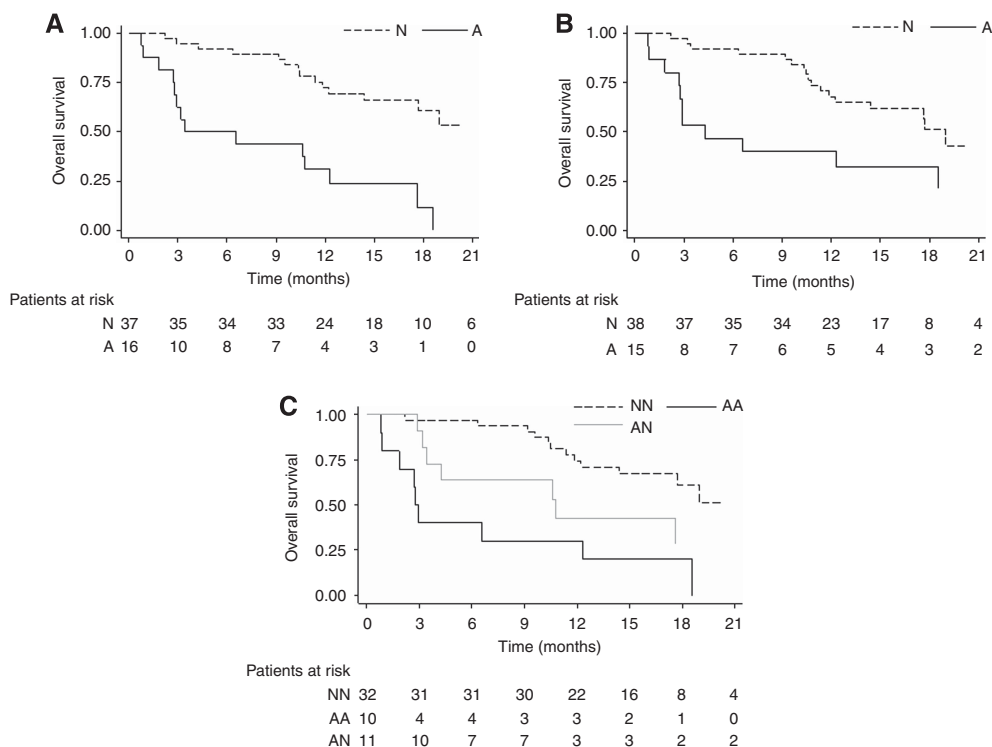 A
N A
1.00
0.75
0.50
0.25
0.00
Overall survival
0 3 6 9 12 15 18 21
Time (months)
Patients at risk
N 37 35 34 33 24 18 10 6
A 16 10 8 7 4 3 1 0
B
N A
1.00
0.75
0.50
0.25
0.00
Overall survival
0 3 6 9 12 15 18 21
Time (months)
Patients at risk
N 38 37 35 34 23 17 8 4
A 15 8 7 6 5 4 3 2
C
NN AA
AN
1.00
0.75
0.50
0.25
0.00
Overall survival
0 3 6 9 12 15 18 21
Time (months)
Patients at risk
NN 32 31 31 30 22 16 8 4
AA 10 4 4 3 3 2 1 0
AN 11 10 7 7 3 3 2 2